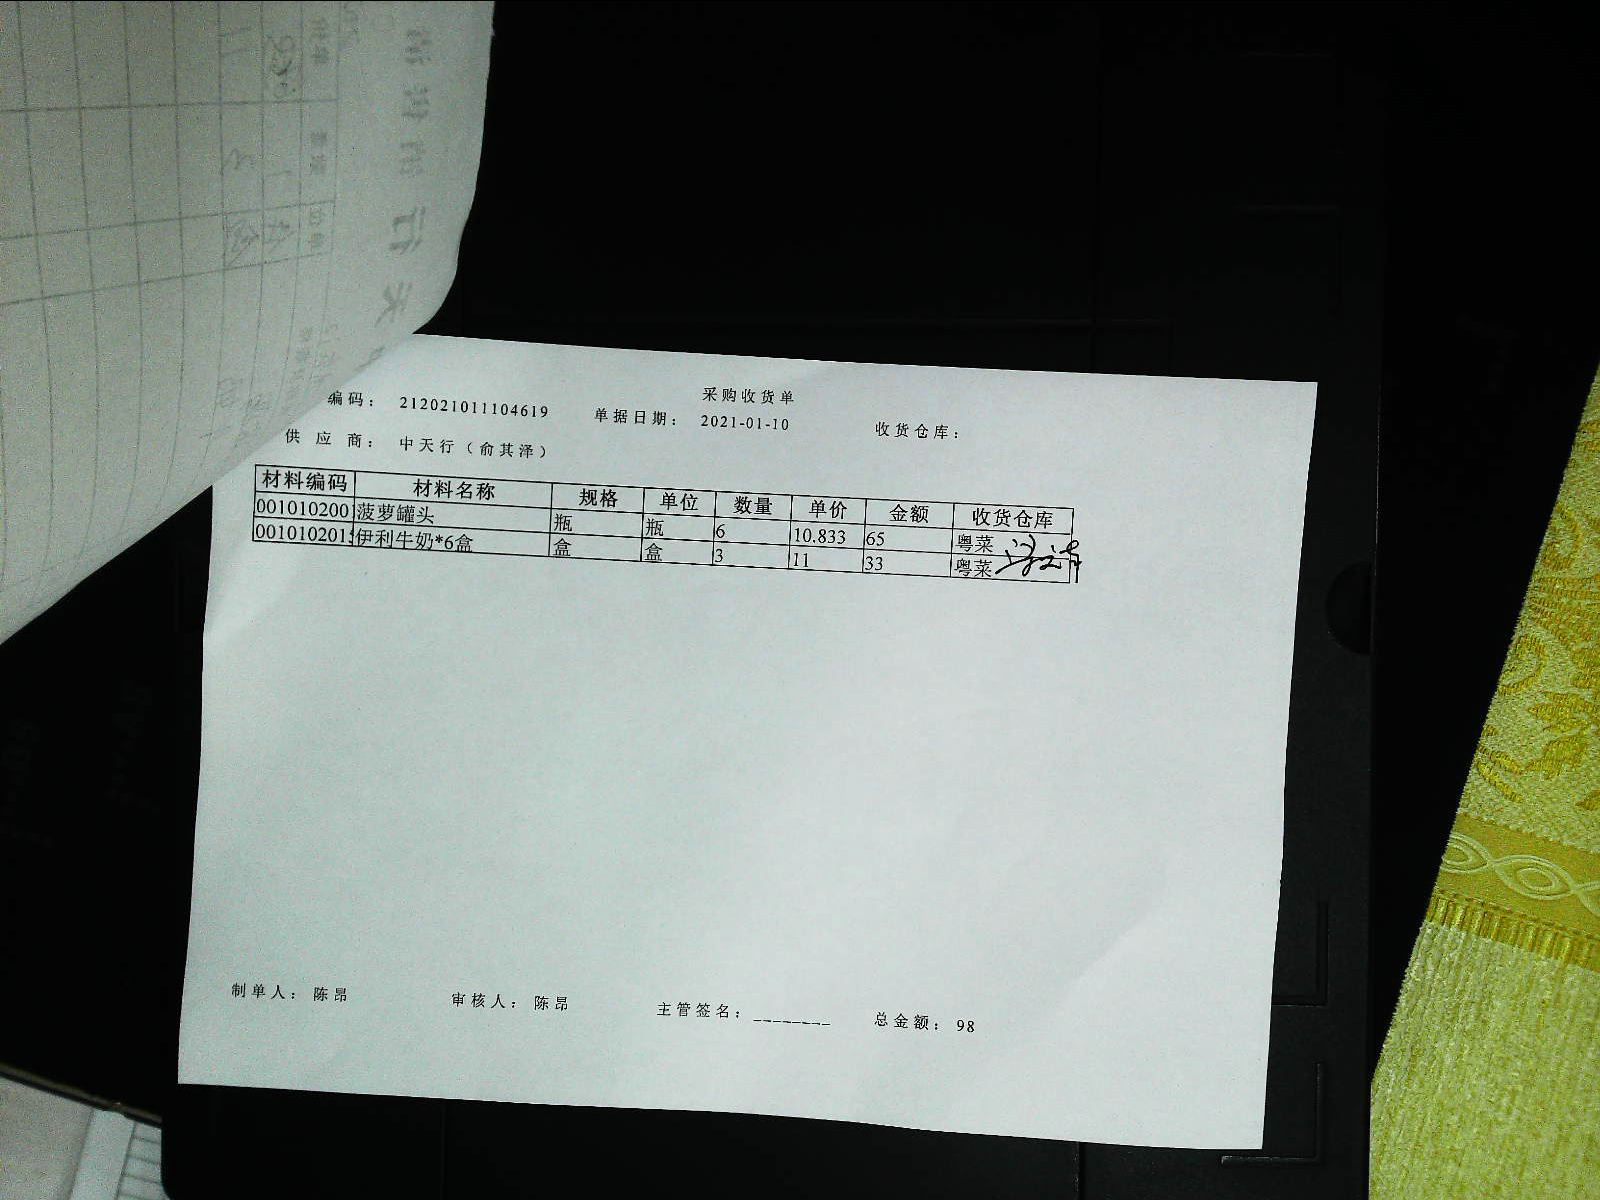 采购收货单
编码： 212021011104619 单据日期： 2021-01-10 收货仓库：
供应商： 中天行（俞其泽）
材料编码 材料名称 规格 单位 数量 单价 金额 收货仓库
001010200 菠萝罐头 瓶 瓶 6 10.833 65 粤菜
001010201 伊利牛奶*6盒 盒 盒 3 11 33 粤菜
制单人： 陈昂 审核人： 陈昂 主管签名：________ 总金额： 98